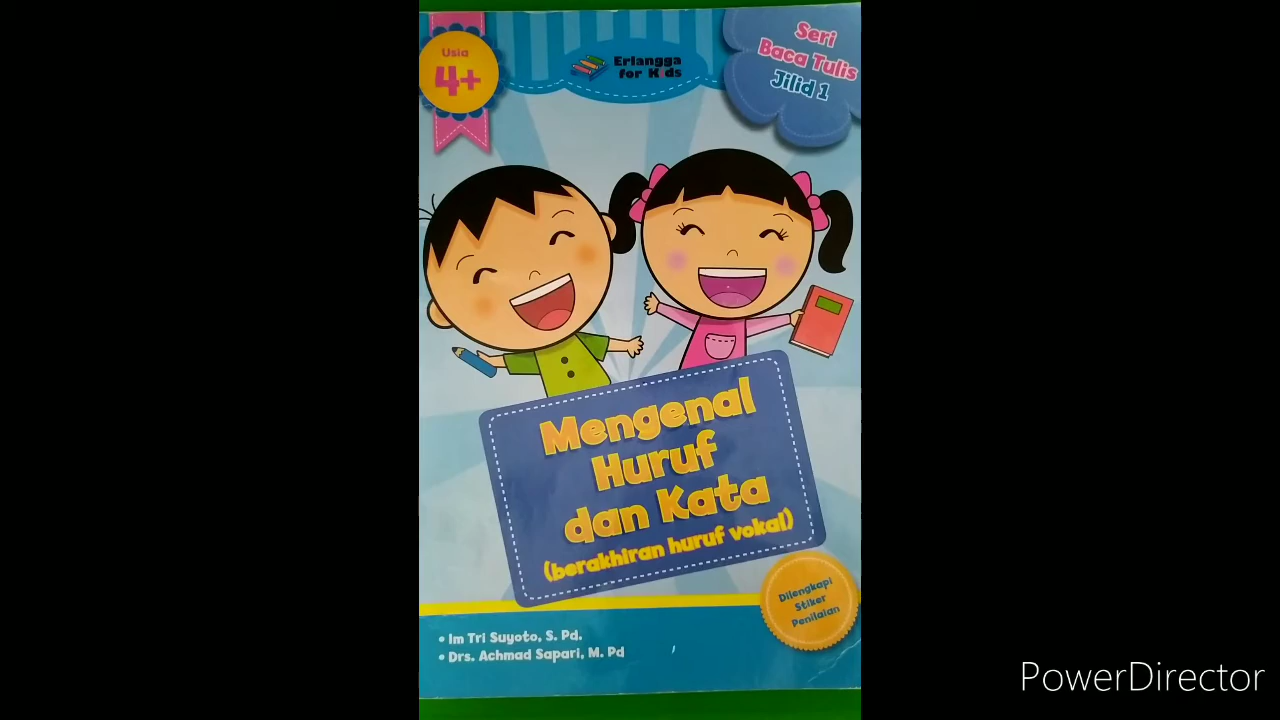 Usia
4+
Erlangga
for Kids
Seri
Baca Tulis
Jilid 1
Mengenal
Huruf
dan Kata
(berakhiran huruf vokal)
Dilengkapi
Stiker
Penilaian
• Im Tri Suyoto, S. Pd.
• Drs. Achmad Sapari, M. Pd
PowerDirector